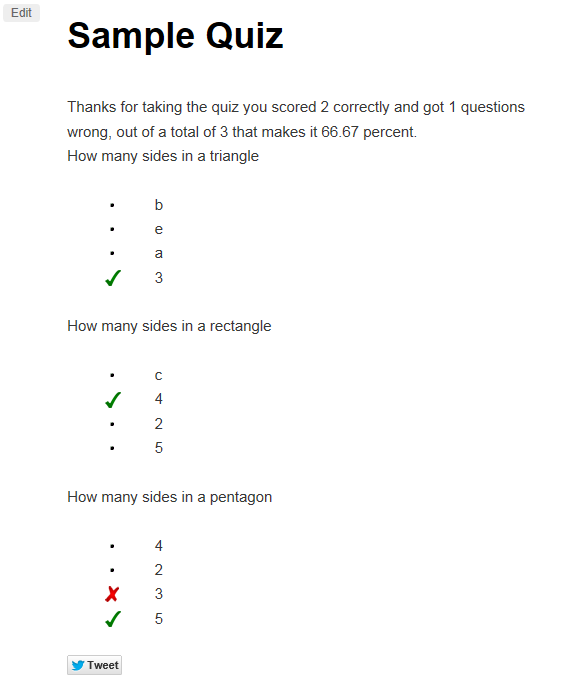 Edit
Sample Quiz
Thanks for taking the quiz you scored 2 correctly and got 1 questions
wrong, out of a total of 3 that makes it 66.67 percent.
How many sides in a triangle
b
e
a
3
How many sides in a rectangle
c
4
2
5
How many sides in a pentagon
4
2
3
5
Tweet